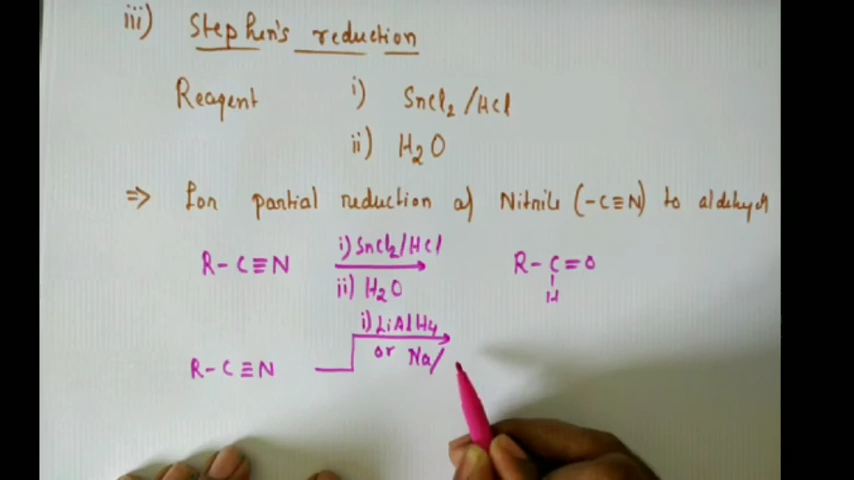 iii) Stephen's reduction
Reagent i) SnCl₂/HCl
ii) H₂O
⇒ For partial reduction of Nitrile (-C≡N) to aldehyd
R-C≡N i) SnCl₂/HCl ii) H₂O R-C=O
H
i) LiAlH₄
R-C≡N or Na/